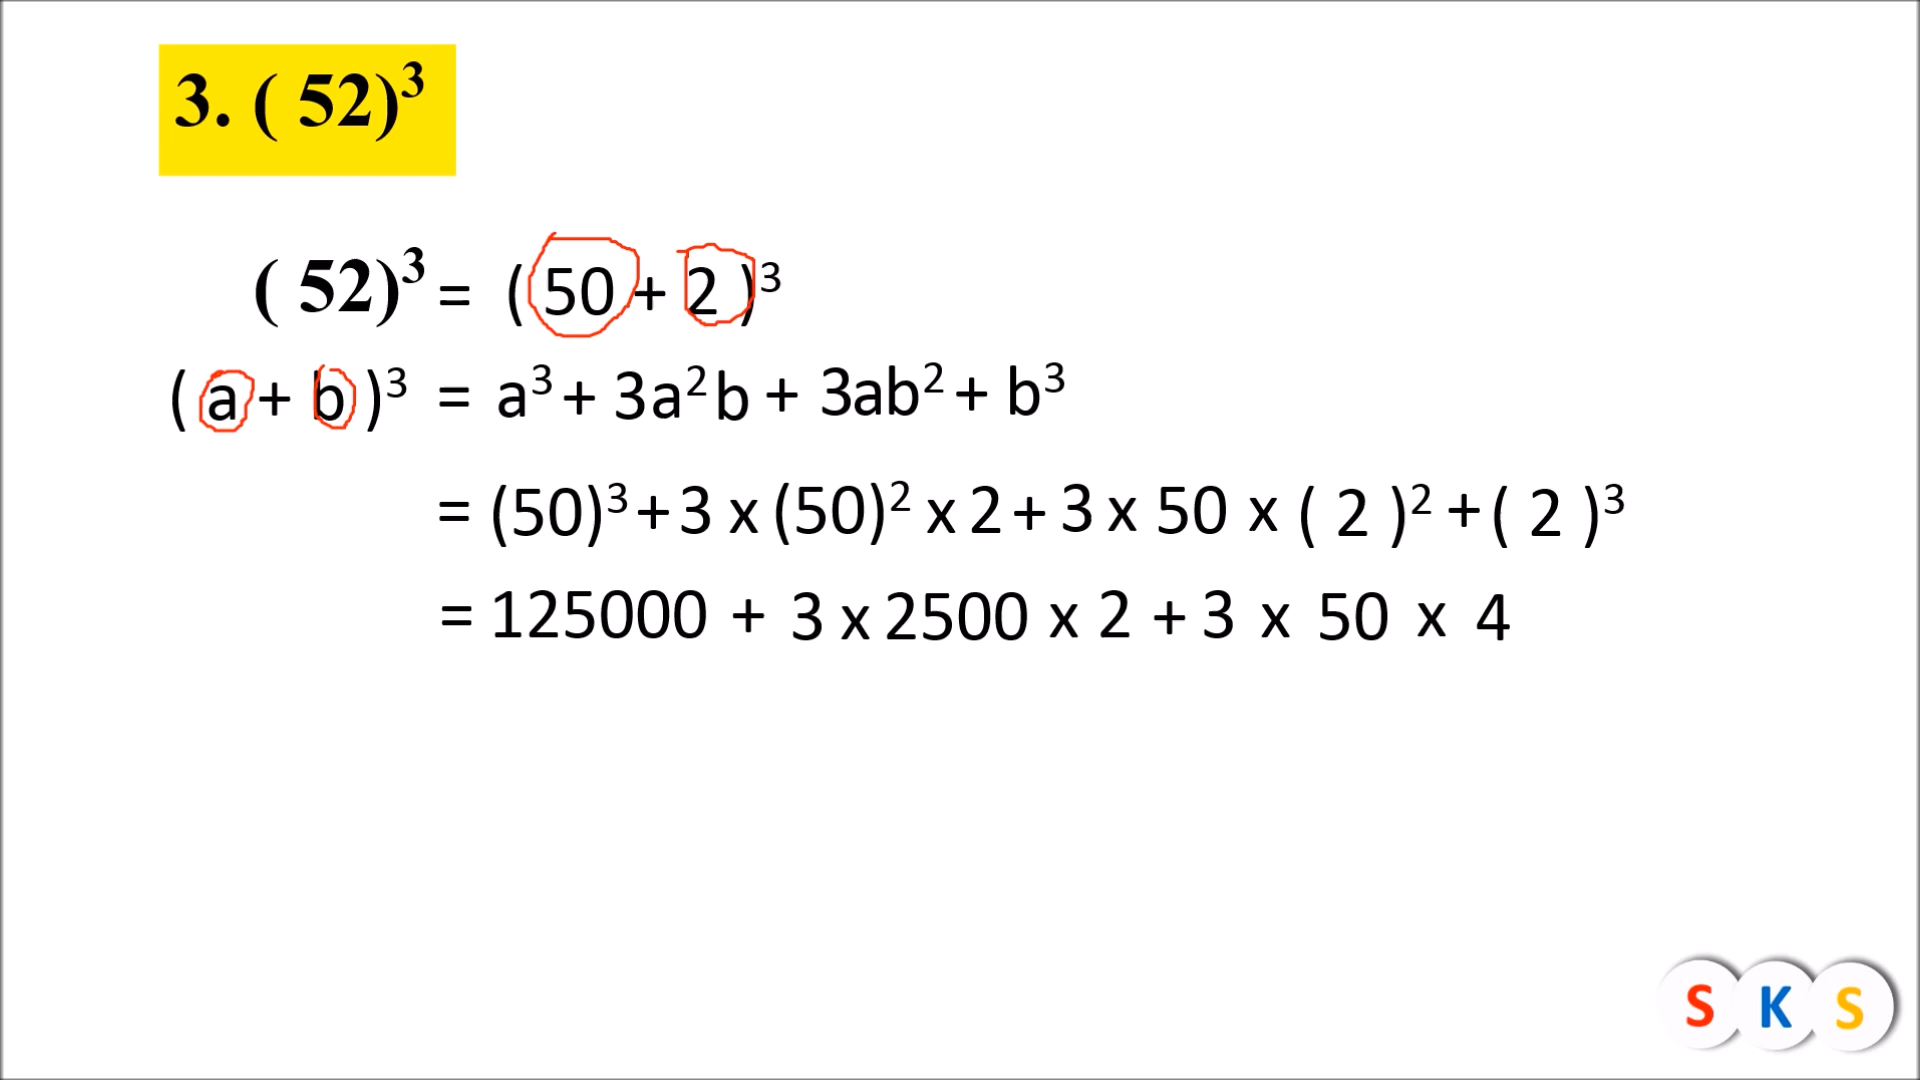 3. ( 52)³
( 52)³ = ( 50 + 2 )³
( a + b )³ = a³ + 3a²b + 3ab² + b³
= (50)³ + 3 x (50)² x 2 + 3 x 50 x ( 2 )² + ( 2 )³
= 125000 + 3 x 2500 x 2 + 3 x 50 x 4
S K S